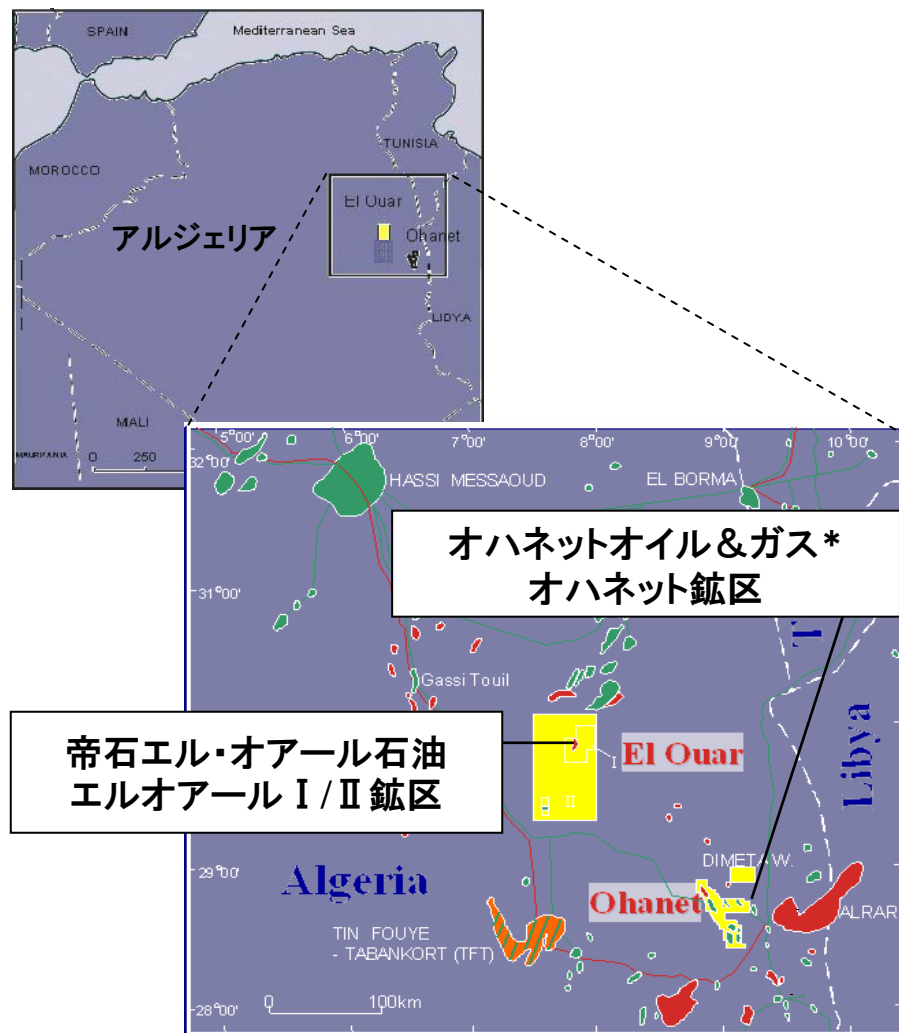 SPAIN
Mediterranean Sea
TUNISIA
MOROCCO
El Ouar
アルジェリア
Ohanet
LIBYA
MALI
MAURITANIA
0 250
5°00' 6°00' 7°00' 8°00' 9°00' 10°00'
32°00'
HASSI MESSAOUD
EL BORMA
オハネットオイル＆ガス*
オハネット鉱区
31°00'
T
Gassi Touil
Libya
帝石エル・オアール石油
エルオアールⅠ/Ⅱ鉱区
El Ouar
I
II
DIMETA W.
29°00'
Algeria
Ohanet
ALRAR
TIN FOUYE
- TABANKORT (TFT)
0 100km
28°00'